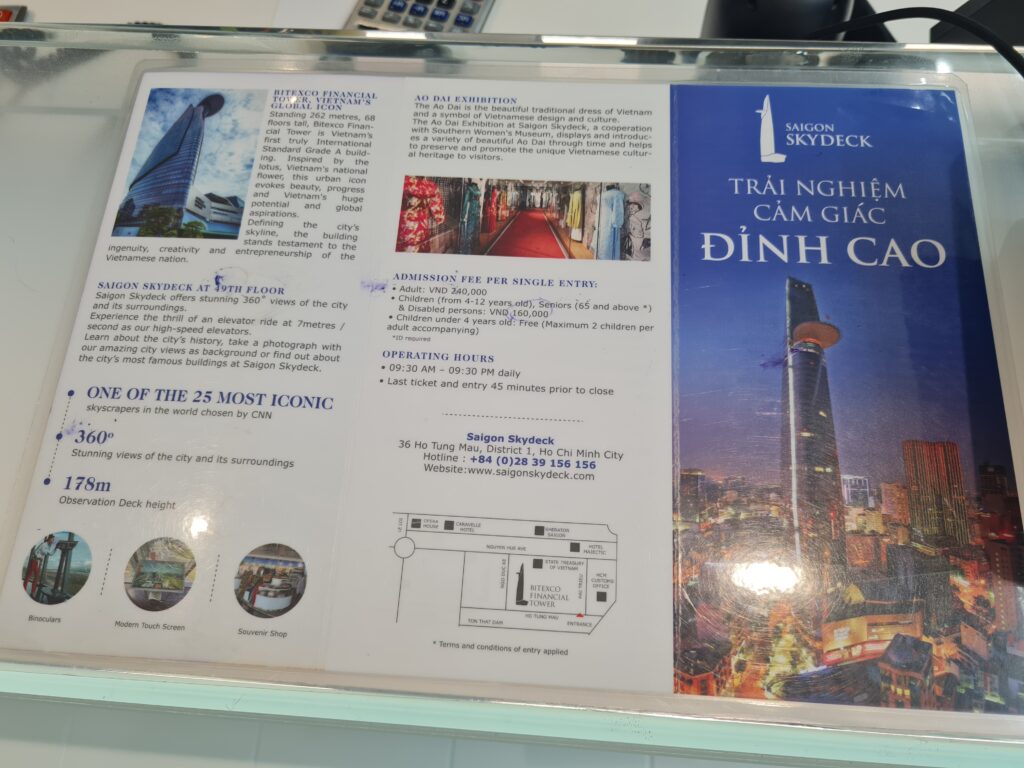 BITEXCO FINANCIAL
TOWER, VIETNAM'S
GLOBAL ICON
Standing 262 metres, 68
floors tall, Bitexco Finan-
cial Tower is Vietnam's
first truly International
Standard Grade A build-
ing. Inspired by the
lotus, Vietnam's national
flower, this urban icon
evokes beauty, progress
and Vietnam's huge
potential and global
aspirations.
Defining the city's
skyline, the building
stands testament to the
ingenuity, creativity and entrepreneurship of the
Vietnamese nation.
SAIGON SKYDECK AT 49TH FLOOR
Saigon Skydeck offers stunning 360° views of the city
and its surroundings.
Experience the thrill of an elevator ride at 7metres /
second as our high-speed elevators.
Learn about the city's history, take a photograph with
our amazing city views as background or find out about
the city's most famous buildings at Saigon Skydeck.
ONE OF THE 25 MOST ICONIC
skyscrapers in the world chosen by CNN
360º
Stunning views of the city and its surroundings
178m
Observation Deck height
Binoculars
Modern Touch Screen
Souvenir Shop
AO DAI EXHIBITION
The Ao Dai is the beautiful traditional dress of Vietnam
and a symbol of Vietnamese design and culture.
The Ao Dai Exhibition at Saigon Skydeck, a cooperation
with Southern Women's Museum, displays and introduc-
es a variety of beautiful Ao Dai through time and helps
to preserve and promote the unique Vietnamese cultur-
al heritage to visitors.
ADMISSION FEE PER SINGLE ENTRY:
• Adult: VND 240,000
• Children (from 4-12 years old), Seniors (65 and above *)
& Disabled persons: VND 160,000
• Children under 4 years old: Free (Maximum 2 children per
adult accompanying)
*ID required
OPERATING HOURS
• 09:30 AM – 09:30 PM daily
• Last ticket and entry 45 minutes prior to close
Saigon Skydeck
36 Ho Tung Mau, District 1, Ho Chi Minh City
Hotline : +84 (0)28 39 156 156
Website:www.saigonskydeck.com
LE LOI
OPERA
HOUSE
CARAVELLE
HOTEL
SHERATON
SAIGON
NGUYEN HUE AVE
HOTEL
MAJECTIC
NGO DUC KE
STATE TREASURY
OF VIETNAM
HCM
CUSTOMS
OFFICE
BITEXCO
FINANCIAL
TOWER
HAI TRIEU
HO TUNG MAU
TON THAT DAM
ENTRANCE
* Terms and conditions of entry applied
SAIGON
SKYDECK
TRẢI NGHIỆM
CẢM GIÁC
ĐỈNH CAO